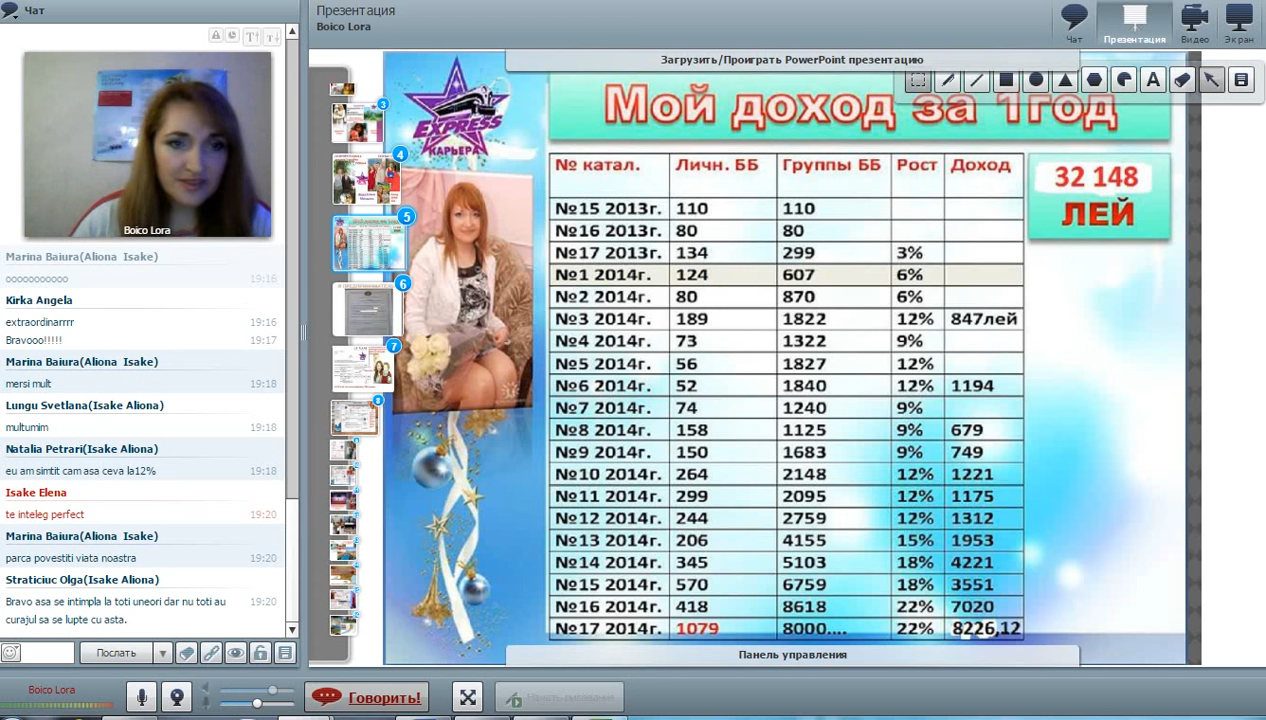 Чат
Boico Lora
Marina Baiura(Aliona Isake)
ooooooooooo 19:16
Kirka Angela
extraordinarrrr 19:16
Bravooo!!!!! 19:17
Marina Baiura(Aliona Isake)
mersi mult 19:18
Lungu Svetlana(Isake Aliona)
multumim 19:18
Natalia Petrari(Isake Aliona)
eu am simtit cam asa ceva la12% 19:18
Isake Elena
te inteleg perfect 19:20
Marina Baiura(Aliona Isake)
parca povestiti viata noastra 19:20
Straticiuc Olga(Isake Aliona)
Bravo asa se intimpla la toti uneori dar nu toti au 19:20
curajul sa se lupte cu asta.
Послать
Boico Lora
Говорить!
Начать рисование
Презентация
Boico Lora
Чат Презентация Видео Экран
Загрузить/Проиграть PowerPoint презентацию
T T
A
3
4
5
6
7
8
EXPRESS
КАРЬЕРА
Мой доход за 1год
32 148
ЛЕЙ
№ катал. Личн. ББ Группы ББ Рост Доход
№15 2013г. 110 110
№16 2013г. 80 80
№17 2013г. 134 299 3%
№1 2014г. 124 607 6%
№2 2014г. 80 870 6%
№3 2014г. 189 1822 12% 847лей
№4 2014г. 73 1322 9%
№5 2014г. 56 1827 12%
№6 2014г. 52 1840 12% 1194
№7 2014г. 74 1240 9%
№8 2014г. 158 1125 9% 679
№9 2014г. 150 1683 9% 749
№10 2014г. 264 2148 12% 1221
№11 2014г. 299 2095 12% 1175
№12 2014г. 244 2759 12% 1312
№13 2014г. 206 4155 15% 1953
№14 2014г. 345 5103 18% 4221
№15 2014г. 570 6759 18% 3551
№16 2014г. 418 8618 22% 7020
№17 2014г. 1079 8000.... 22% 8226,12
Панель управления